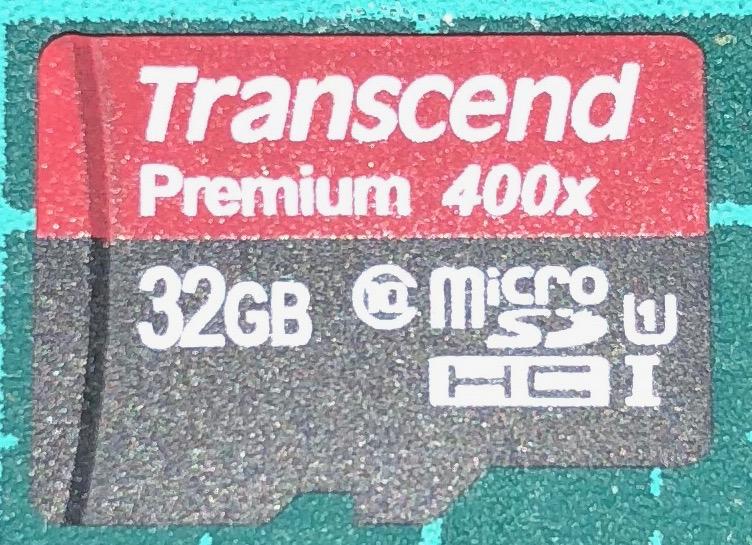 Transcend
Premium 400x
32GB 10 micro
SD U1
HC I